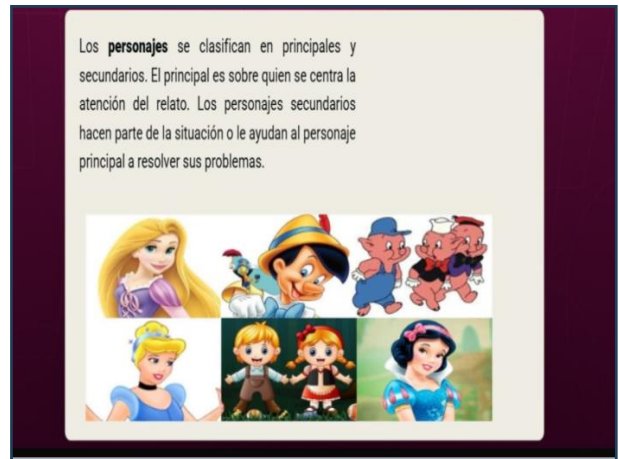 Los personajes se clasifican en principales y
secundarios. El principal es sobre quien se centra la
atención del relato. Los personajes secundarios
hacen parte de la situación o le ayudan al personaje
principal a resolver sus problemas.